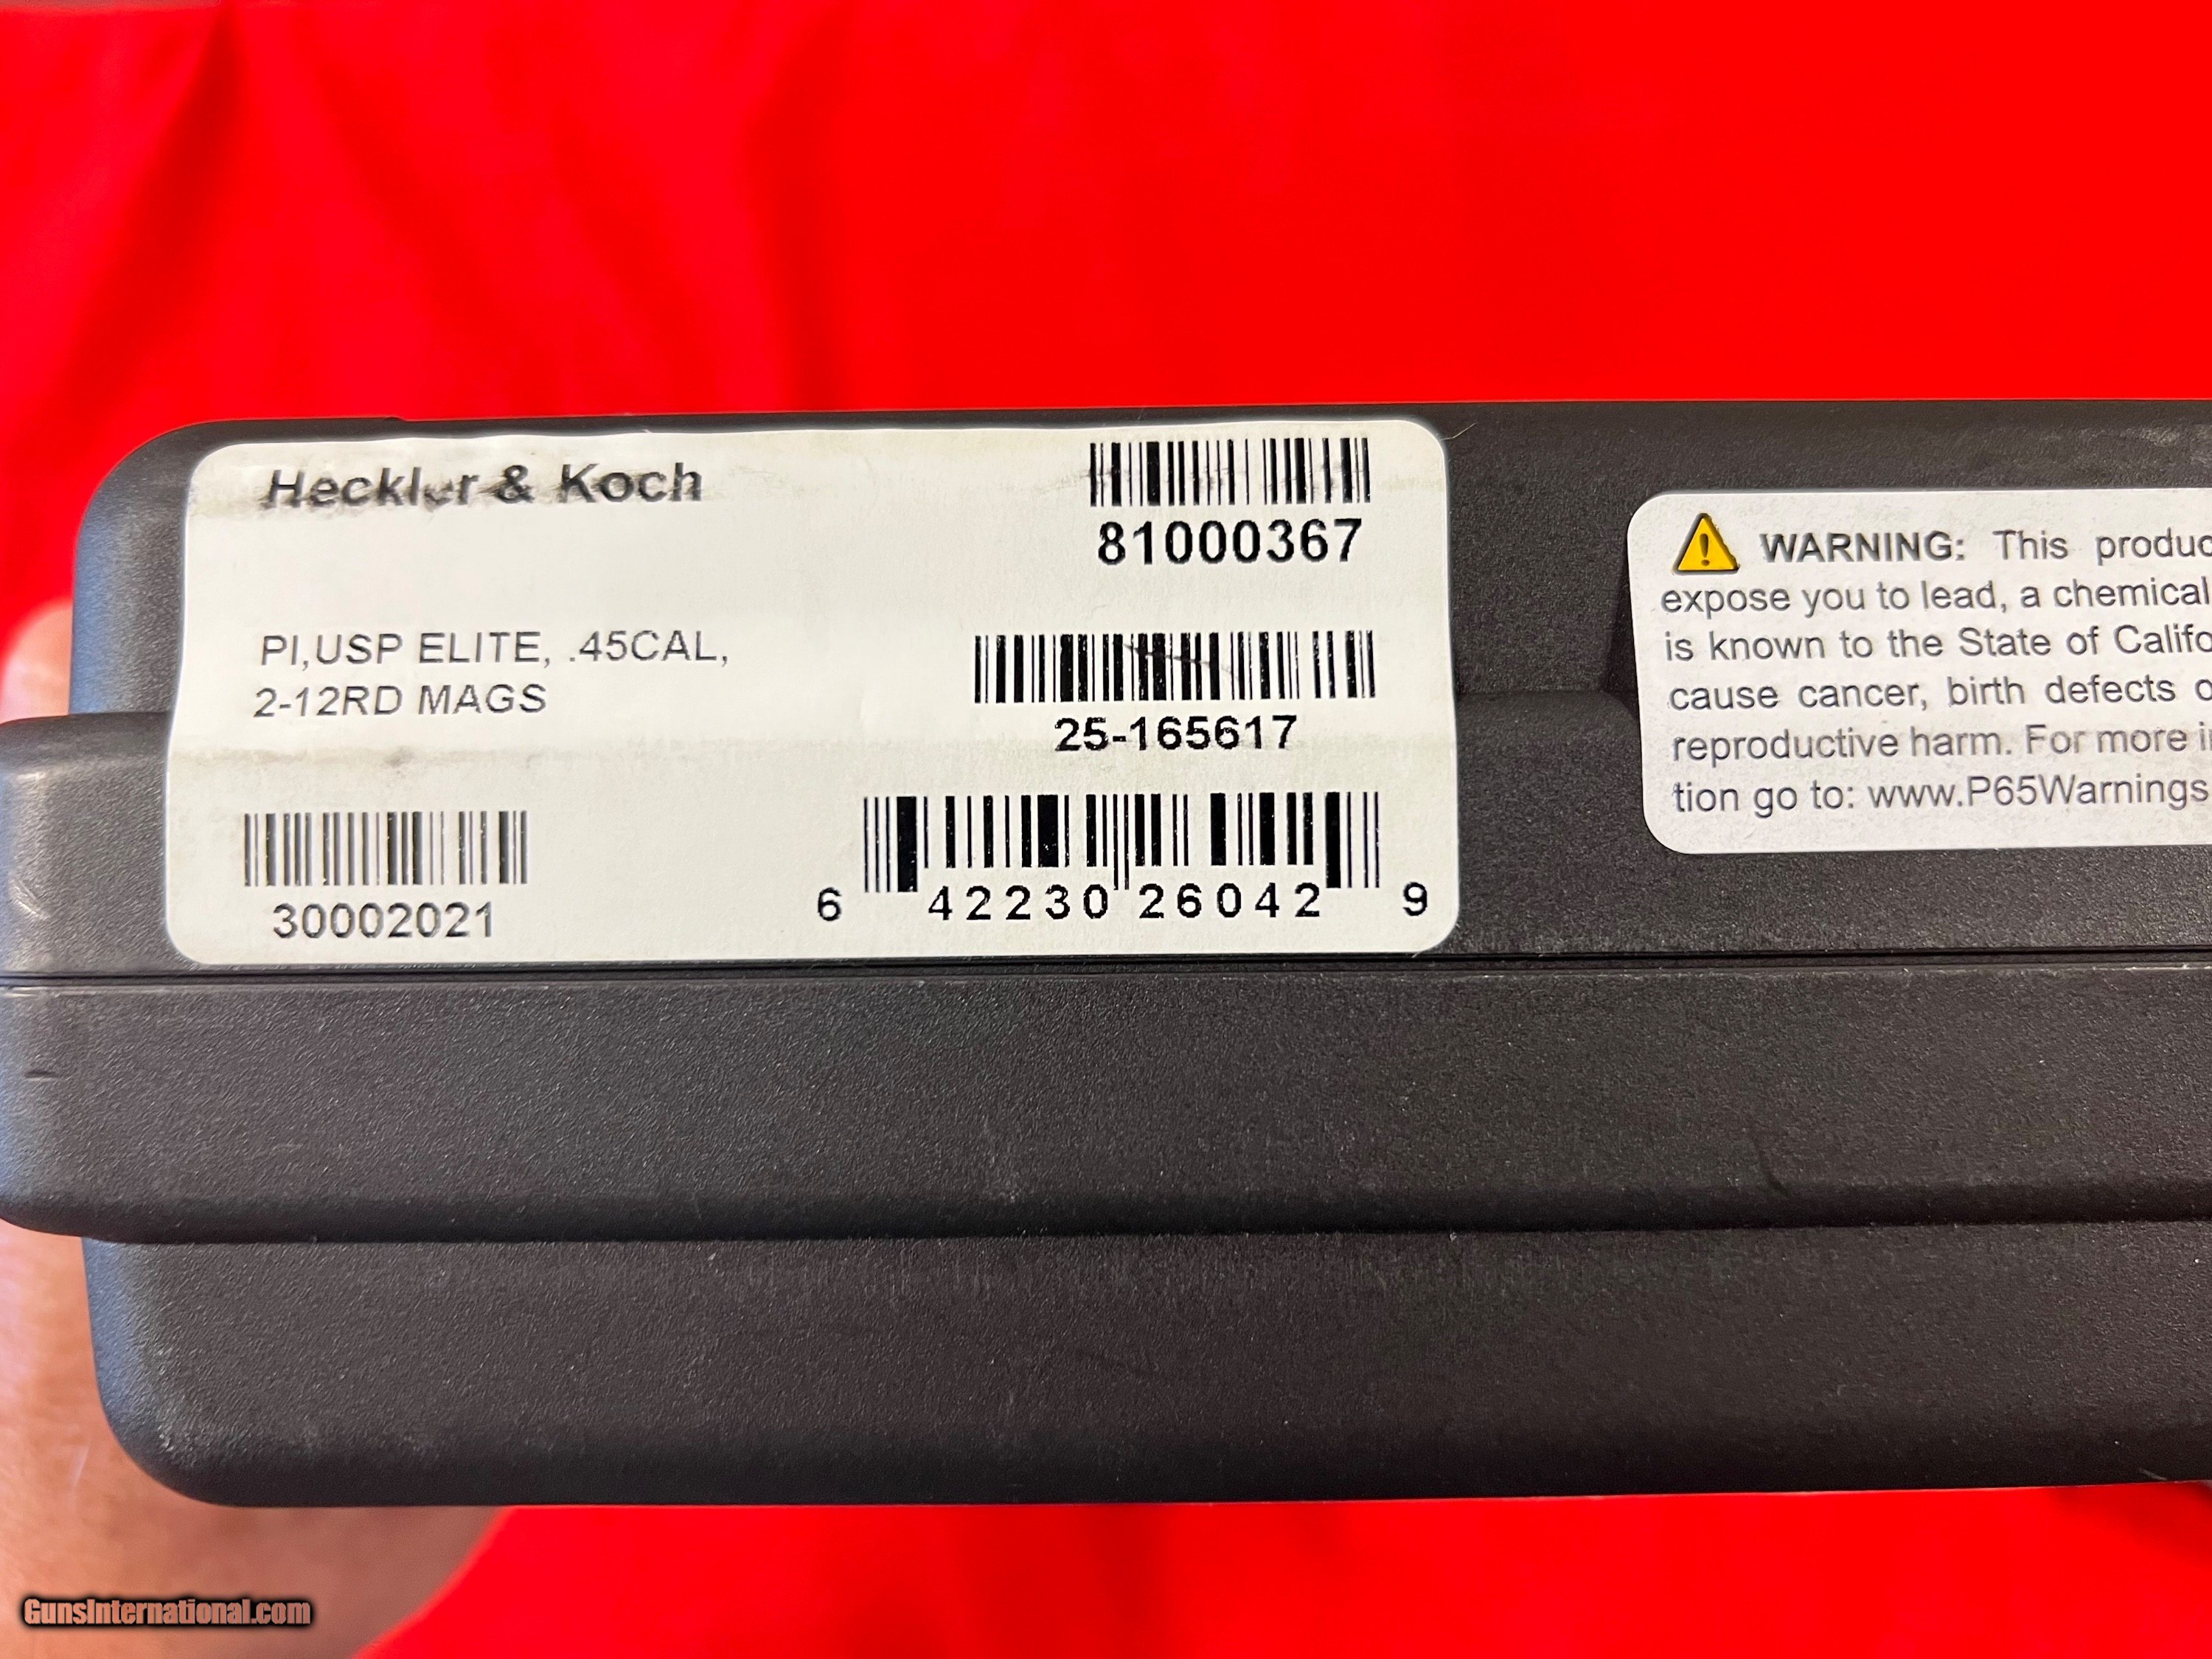 Heckler & Koch
81000367
PI,USP ELITE, .45CAL,
2-12RD MAGS
25-165617
30002021
6 42230 26042 9
WARNING: This produc
expose you to lead, a chemical
is known to the State of Califo
cause cancer, birth defects o
reproductive harm. For more i
tion go to: www.P65Warnings
GunsInternational.com